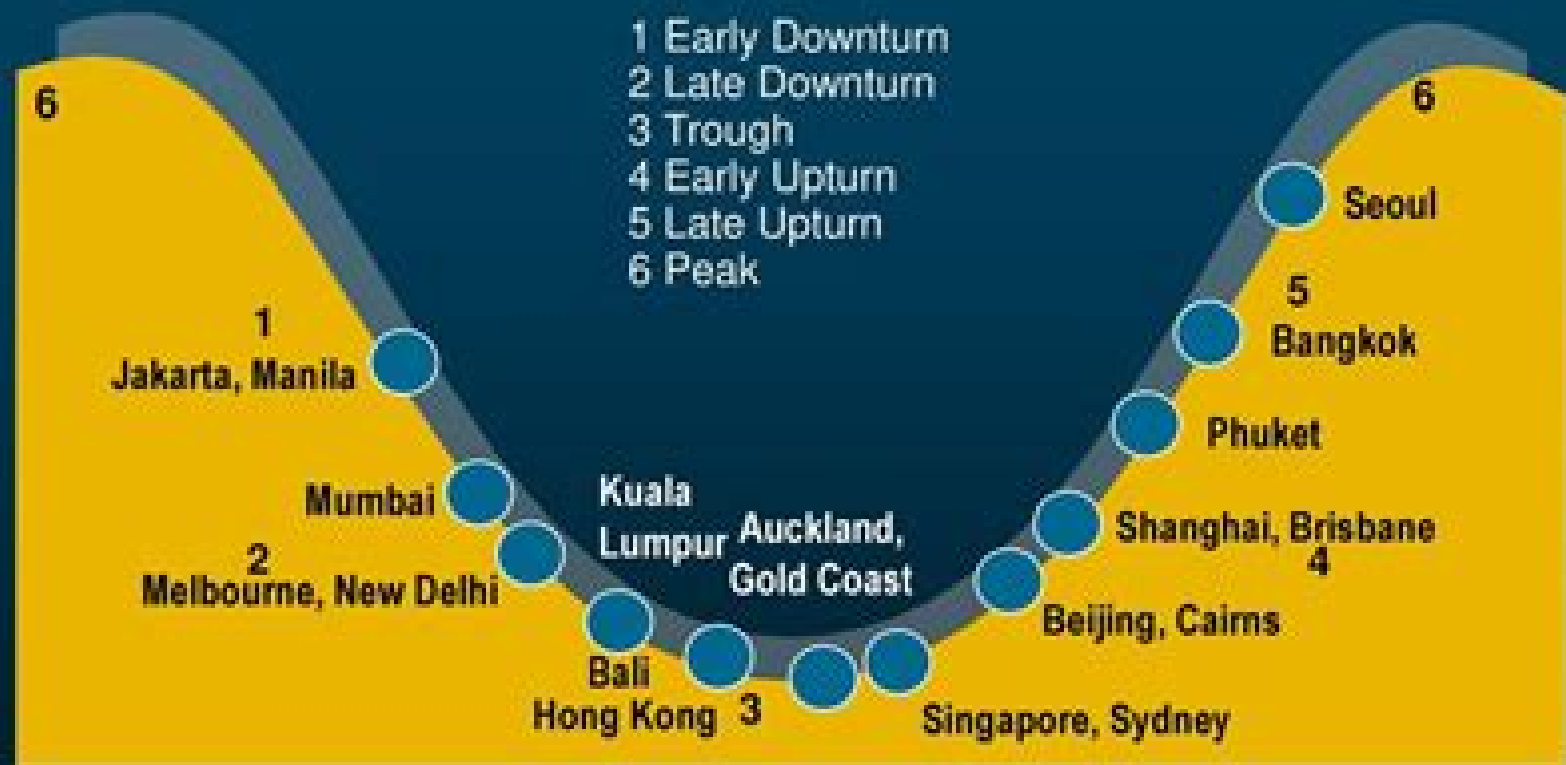 1 Early Downturn
2 Late Downturn
3 Trough
4 Early Upturn
5 Late Upturn
6 Peak
6
6
Seoul
5
Bangkok
1
Jakarta, Manila
Phuket
Mumbai
Kuala
Lumpur
Auckland,
Gold Coast
Shanghai, Brisbane
4
2
Melbourne, New Delhi
Beijing, Cairns
Bali
Hong Kong
3
Singapore, Sydney